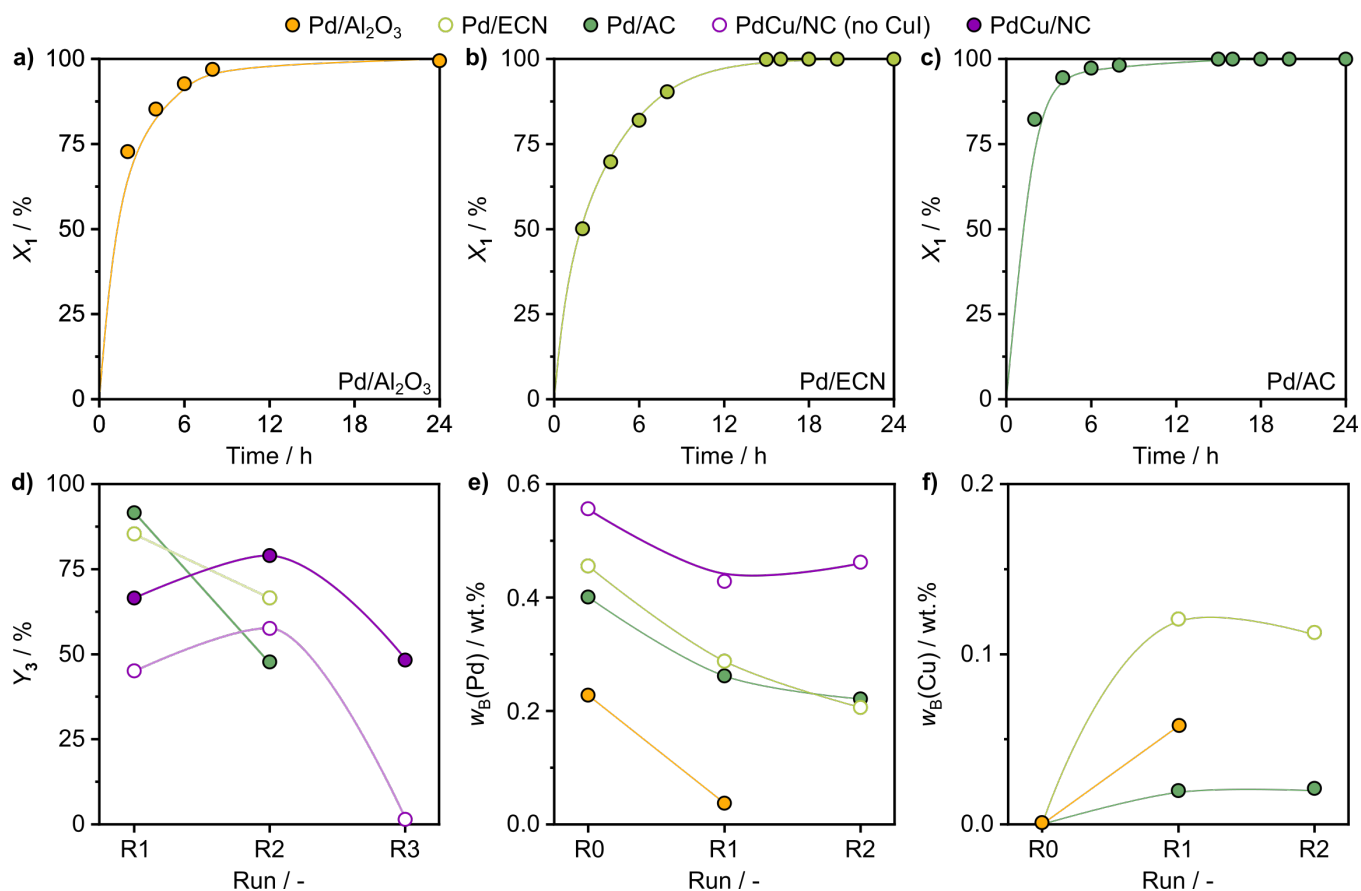 Pd/Al₂O₃ Pd/ECN Pd/AC PdCu/NC (no CuI) PdCu/NC
a)
100
75
50
25
0
X₁ / %
Pd/Al₂O₃
0 6 12 18 24
Time / h
b)
100
75
50
25
0
X₁ / %
Pd/ECN
0 6 12 18 24
Time / h
c)
100
75
50
25
0
X₁ / %
Pd/AC
0 6 12 18 24
Time / h
d)
100
75
50
25
0
Y₃ / %
R1 R2 R3
Run / -
e)
0.6
0.4
0.2
0.0
w_B(Pd) / wt.%
R0 R1 R2
Run / -
f)
0.2
0.1
0.0
w_B(Cu) / wt.%
R0 R1 R2
Run / -